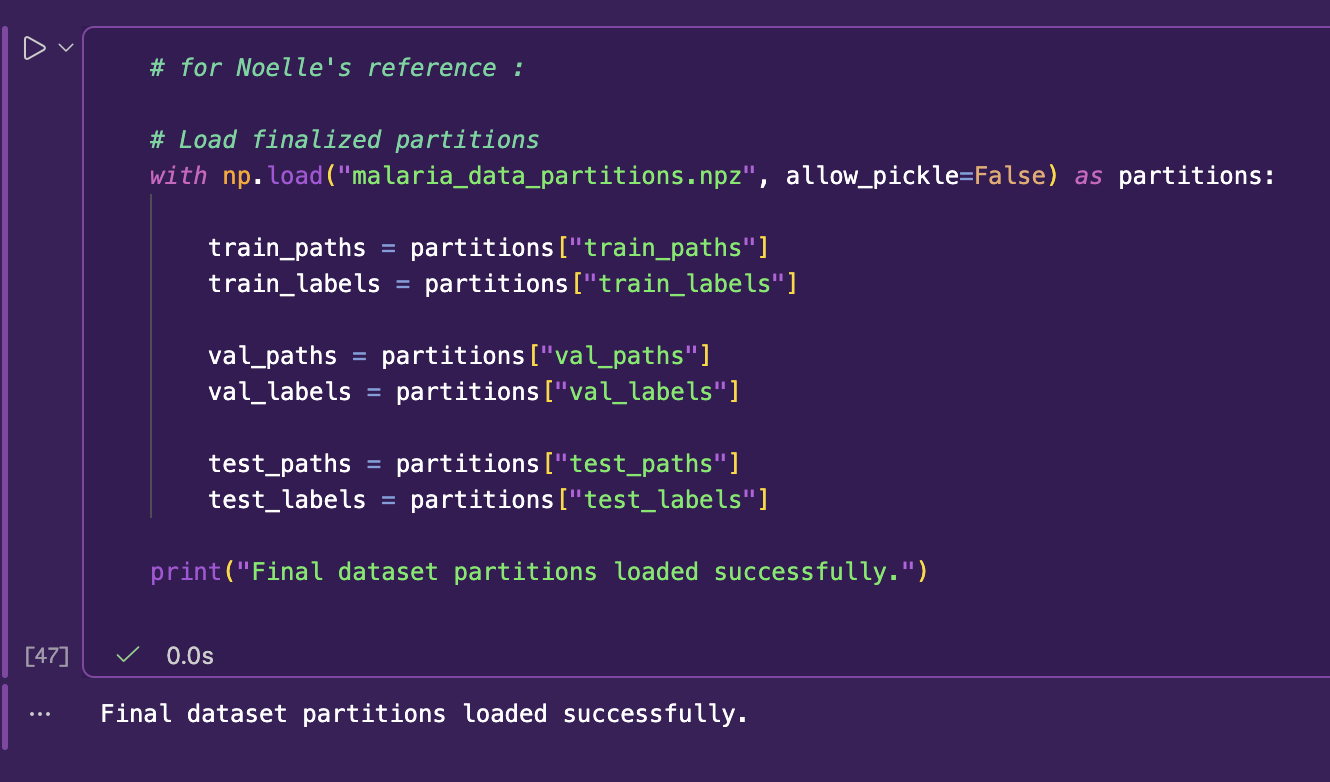 # for Noelle's reference :
# Load finalized partitions
with np.load("malaria_data_partitions.npz", allow_pickle=False) as partitions:
train_paths = partitions["train_paths"]
train_labels = partitions["train_labels"]
val_paths = partitions["val_paths"]
val_labels = partitions["val_labels"]
test_paths = partitions["test_paths"]
test_labels = partitions["test_labels"]
print("Final dataset partitions loaded successfully.")
[47] 0.0s
Final dataset partitions loaded successfully.